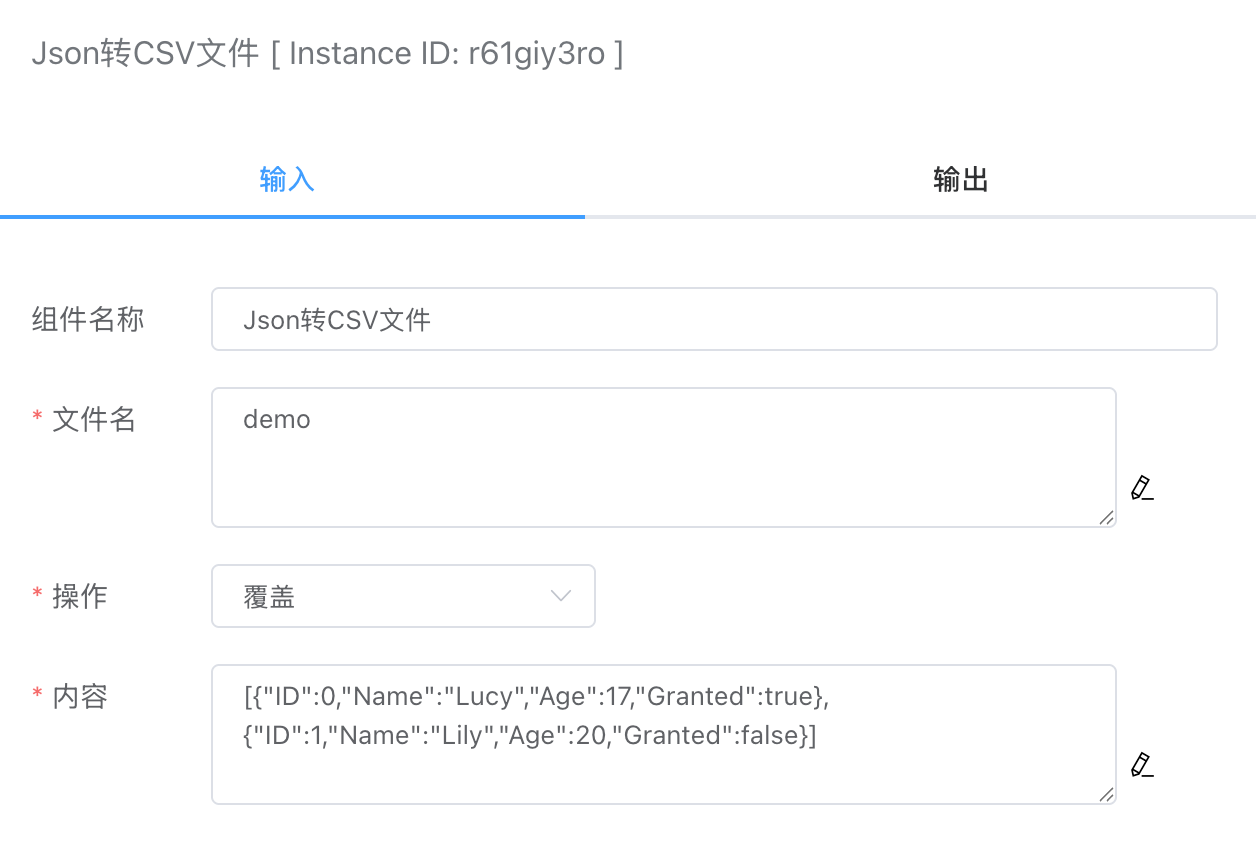 Json转CSV文件 [ Instance ID: r61giy3ro ]
输入 输出
组件名称 Json转CSV文件
* 文件名 demo
* 操作 覆盖
* 内容 [{"ID":0,"Name":"Lucy","Age":17,"Granted":true},
{"ID":1,"Name":"Lily","Age":20,"Granted":false}]